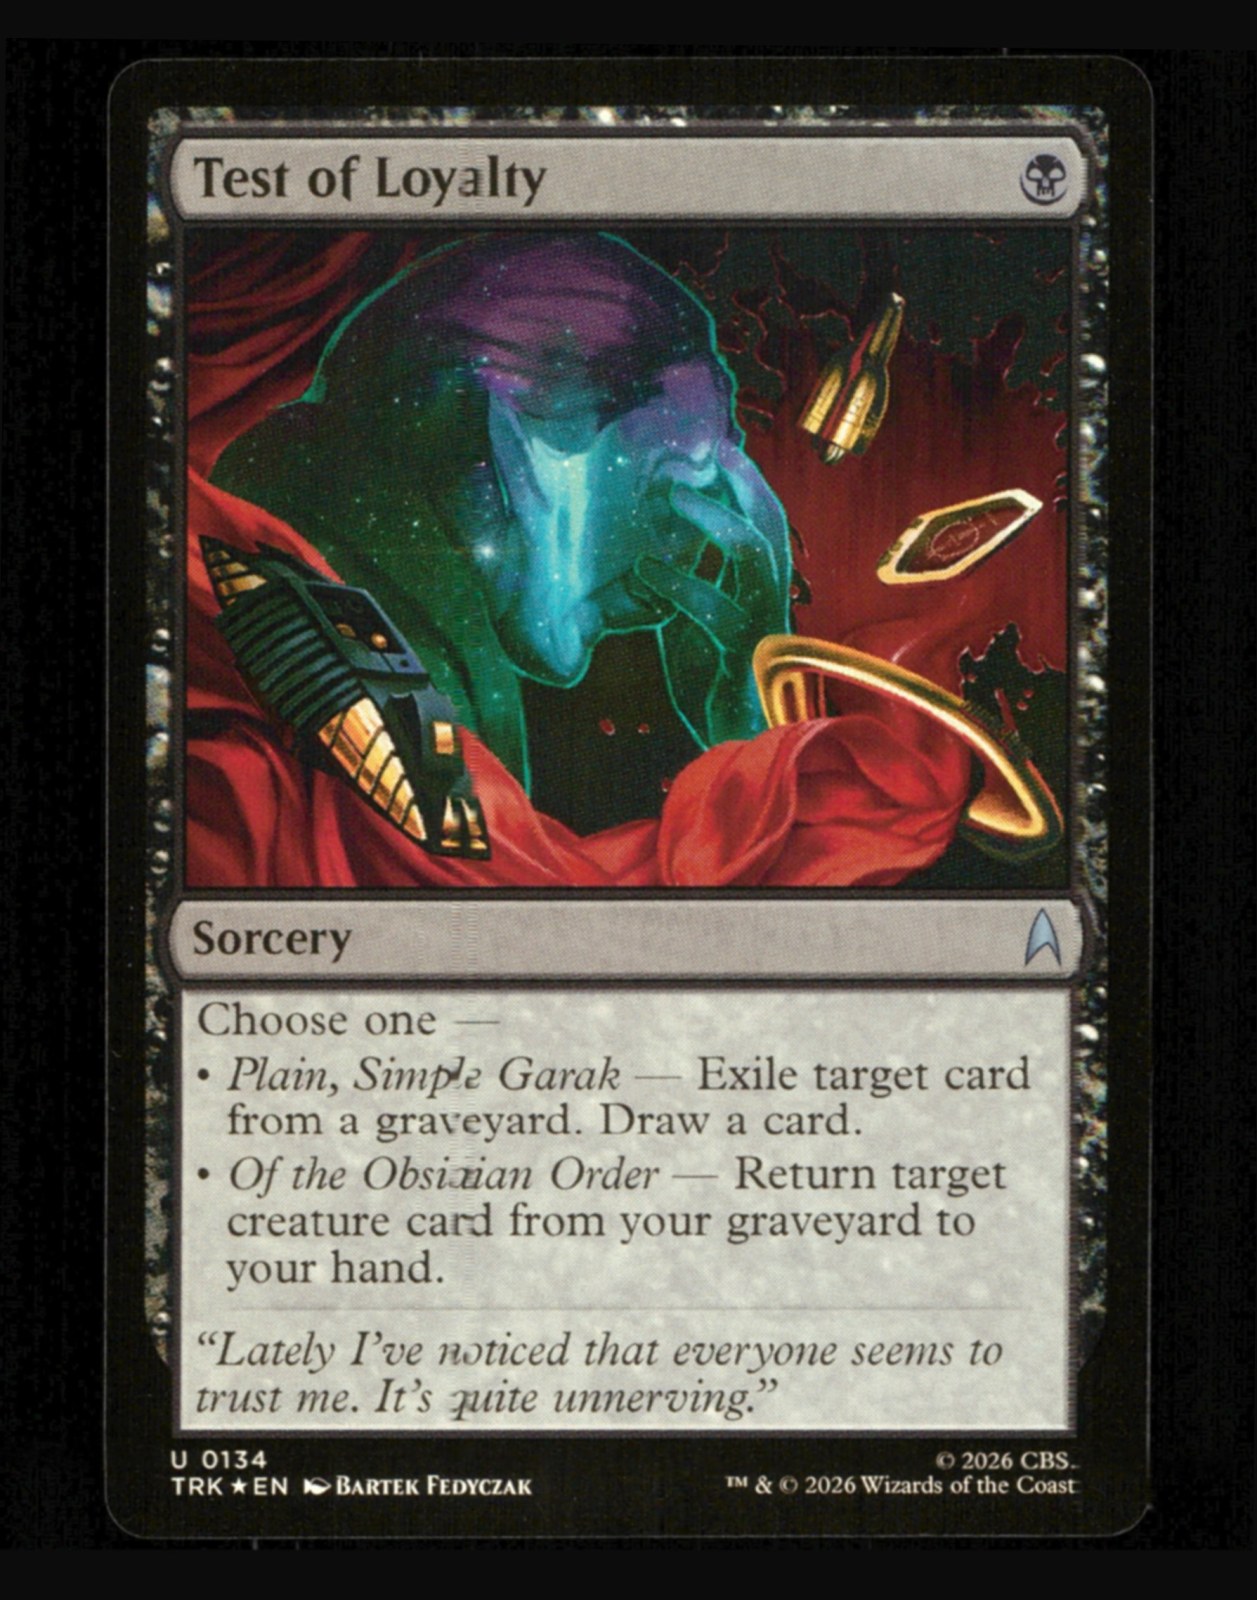 Test of Loyalty
Sorcery
Choose one —
• Plain, Simple Garak — Exile target card
from a graveyard. Draw a card.
• Of the Obsidian Order — Return target
creature card from your graveyard to
your hand.
“Lately I’ve noticed that everyone seems to
trust me. It’s quite unnerving.”
U 0134
TRK ★ EN BARTEK FEDYCZAK
© 2026 CBS.
™ & © 2026 Wizards of the Coast